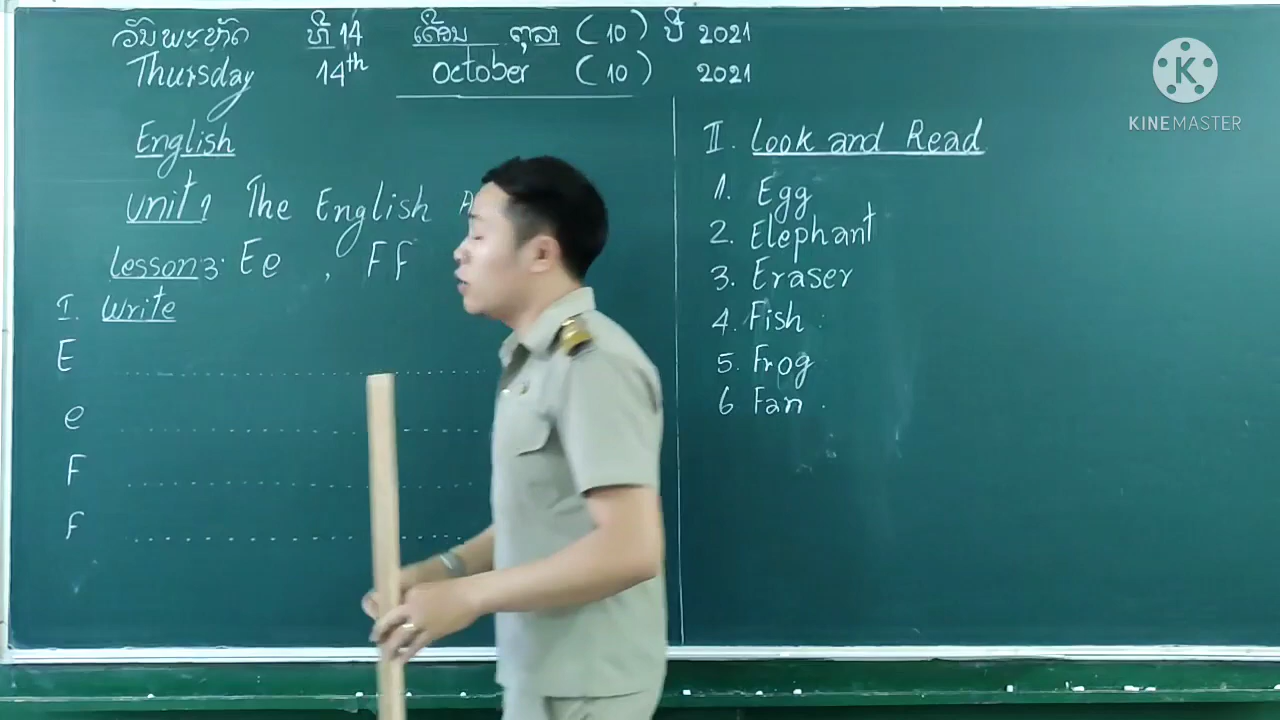 ວັນພະຫັດ ທີ 14 ເດືອນ ຕຸລາ (10) ປີ 2021
Thursday 14th October (10) 2021
English
Unit 1 The English A
Lesson 3: Ee , Ff
I. Write
E
e
F
f
II. Look and Read
1. Egg
2. Elephant
3. Eraser
4. Fish
5. Frog
6 Fan
KINEMASTER